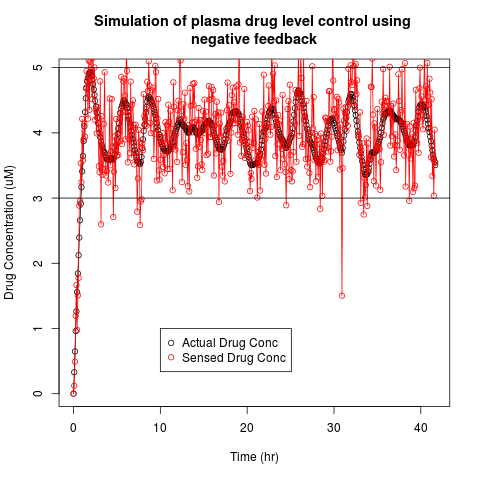 Simulation of plasma drug level control using
negative feedback
Drug Concentration (uM)
5
4
3
2
1
0
Actual Drug Conc
Sensed Drug Conc
0 10 20 30 40
Time (hr)